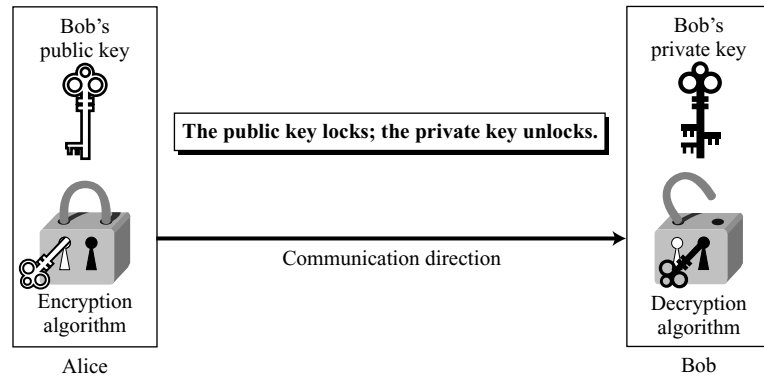 Bob's
public key
Bob's
private key
The public key locks; the private key unlocks.
Communication direction
Encryption
algorithm
Decryption
algorithm
Alice
Bob